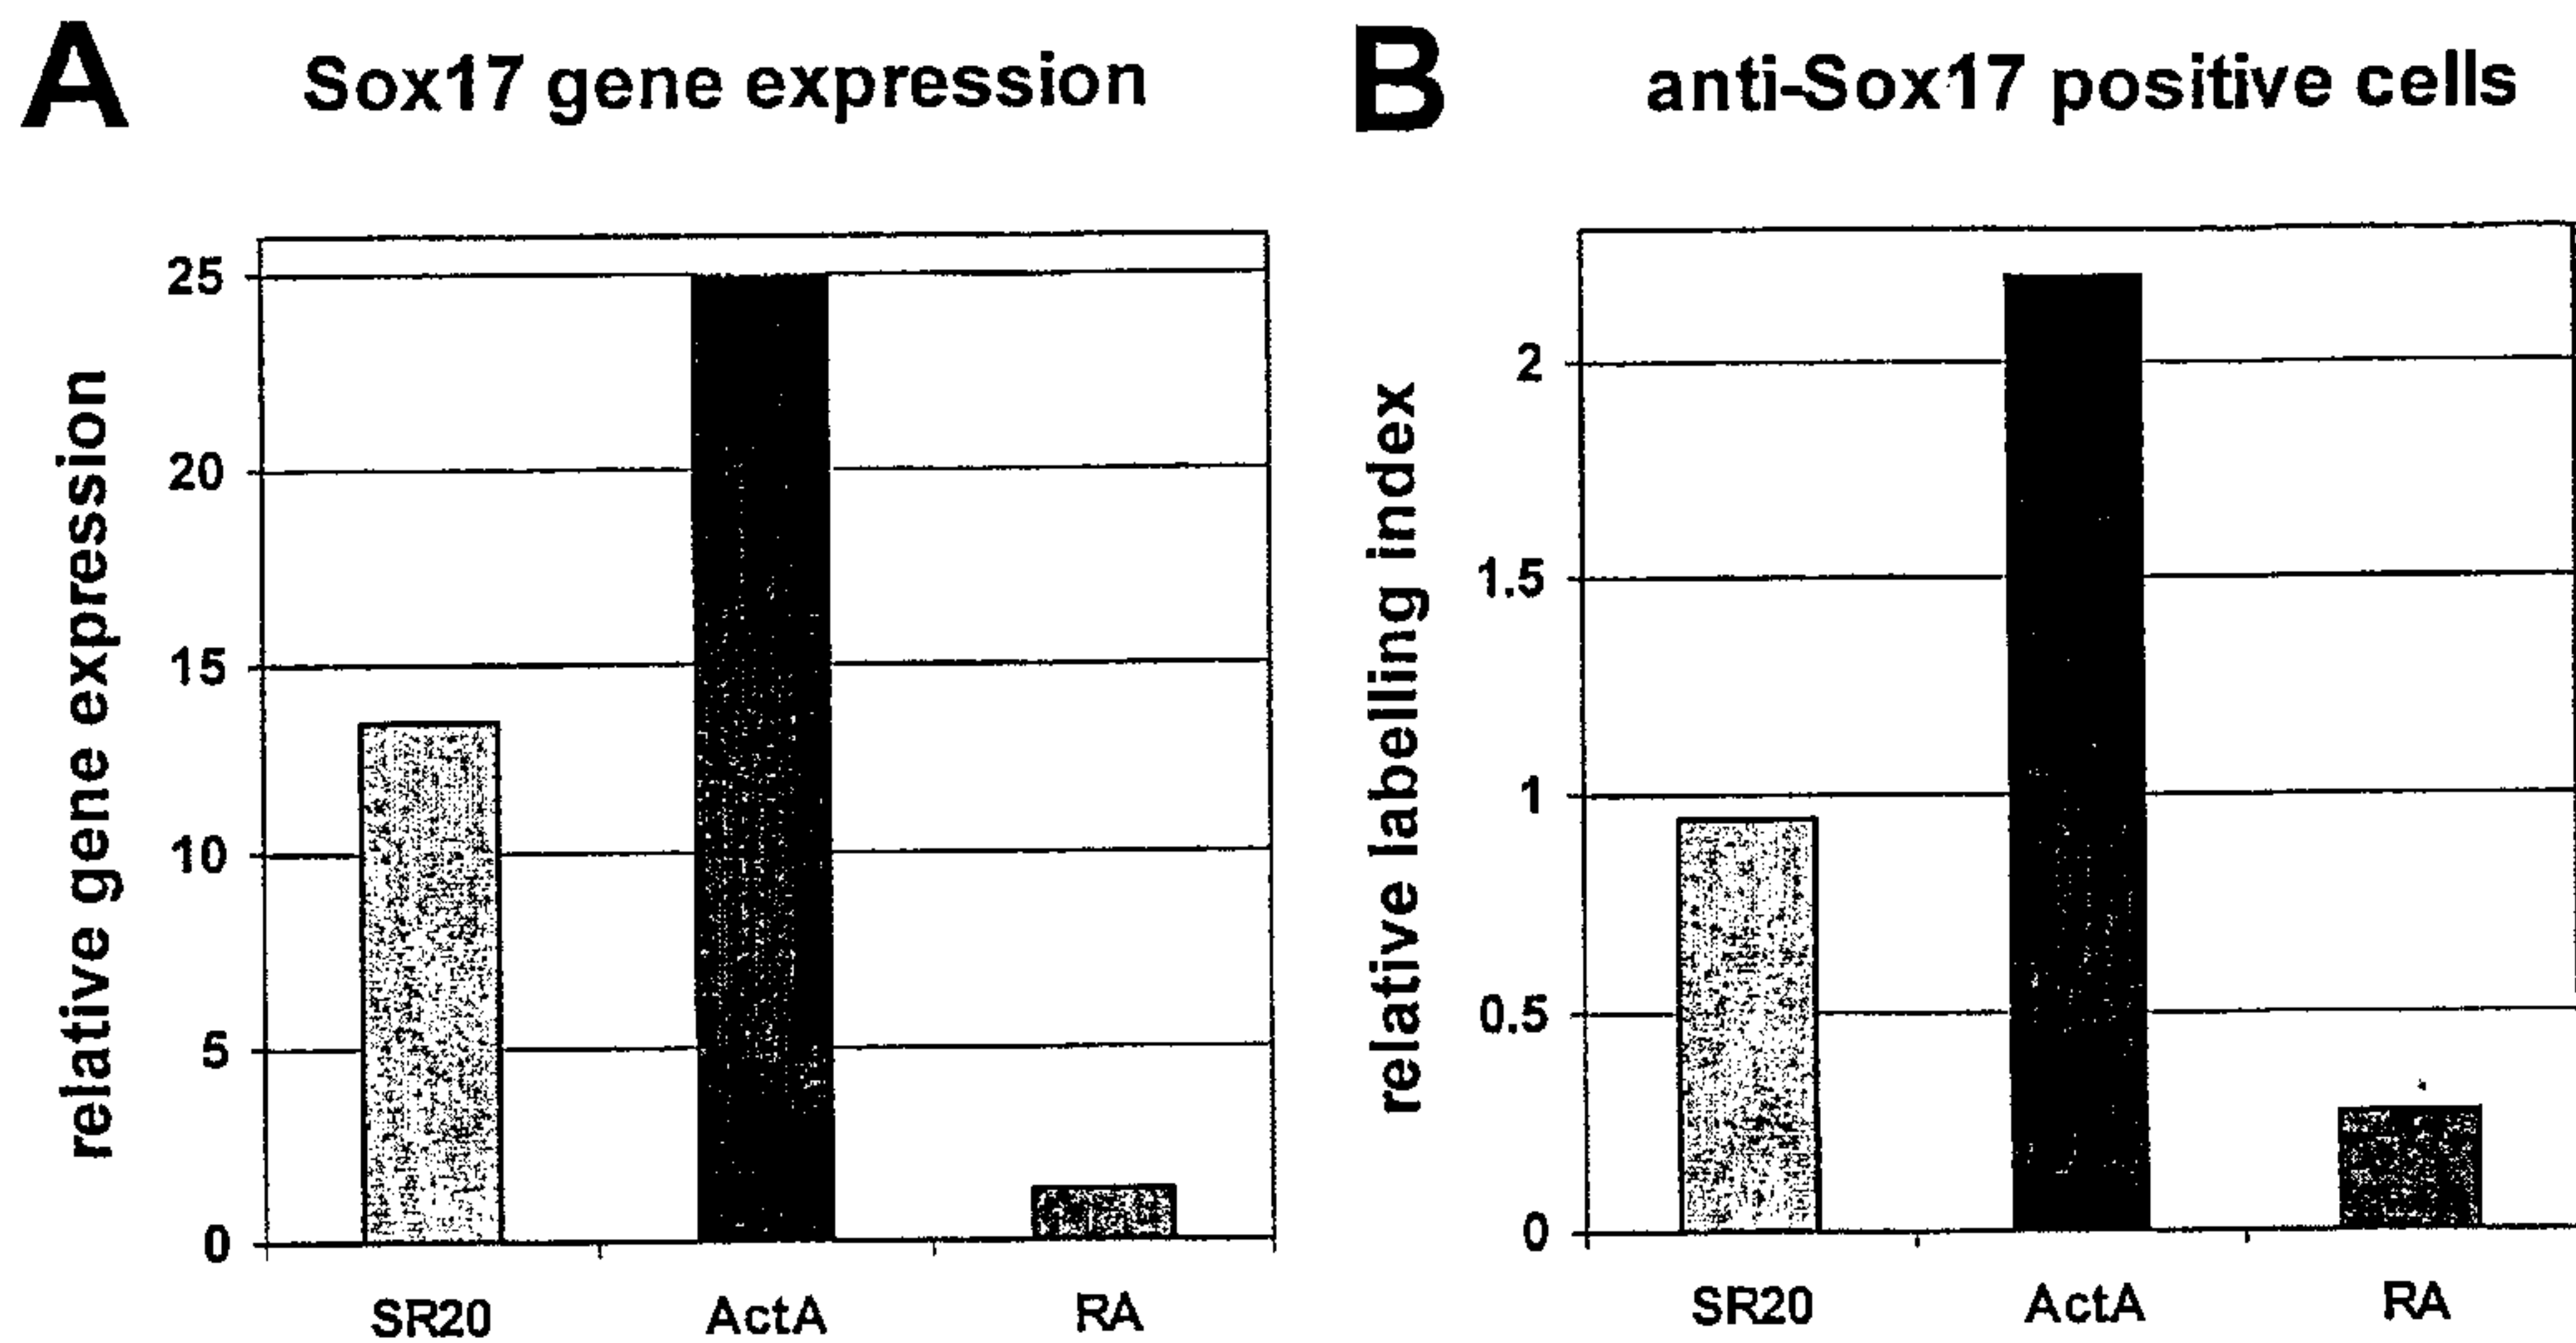 A
Sox17 gene expression
relative gene expression
25
20
15
10
5
0
SR20
ActA
RA
B
anti-Sox17 positive cells
relative labelling index
2
1.5
1
0.5
0
SR20
ActA
RA